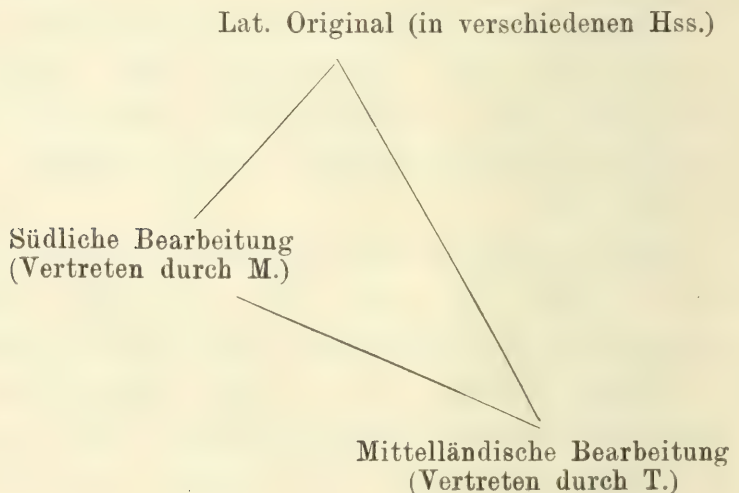 Lat. Original (in verschiedenen Hss.)
Südliche Bearbeitung
(Vertreten durch M.)
Mittelländische Bearbeitung
(Vertreten durch T.)